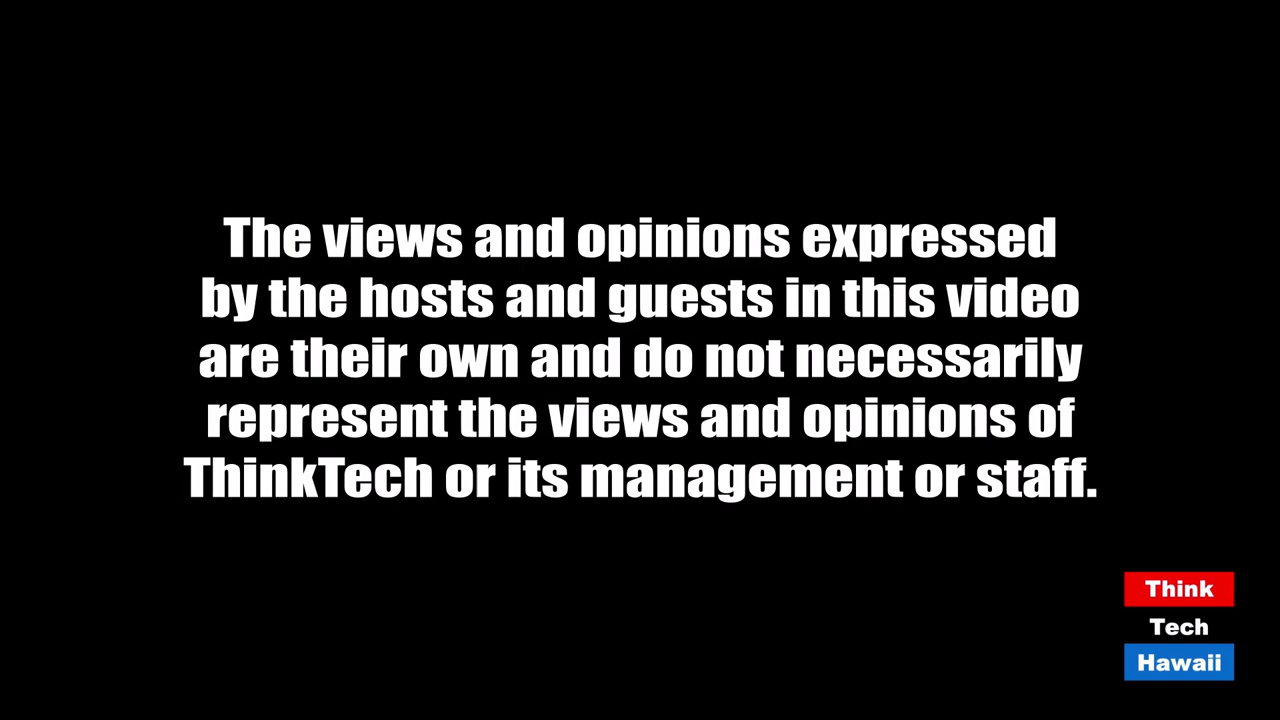 The views and opinions expressed
by the hosts and guests in this video
are their own and do not necessarily
represent the views and opinions of
ThinkTech or its management or staff.
Think
Tech
Hawaii